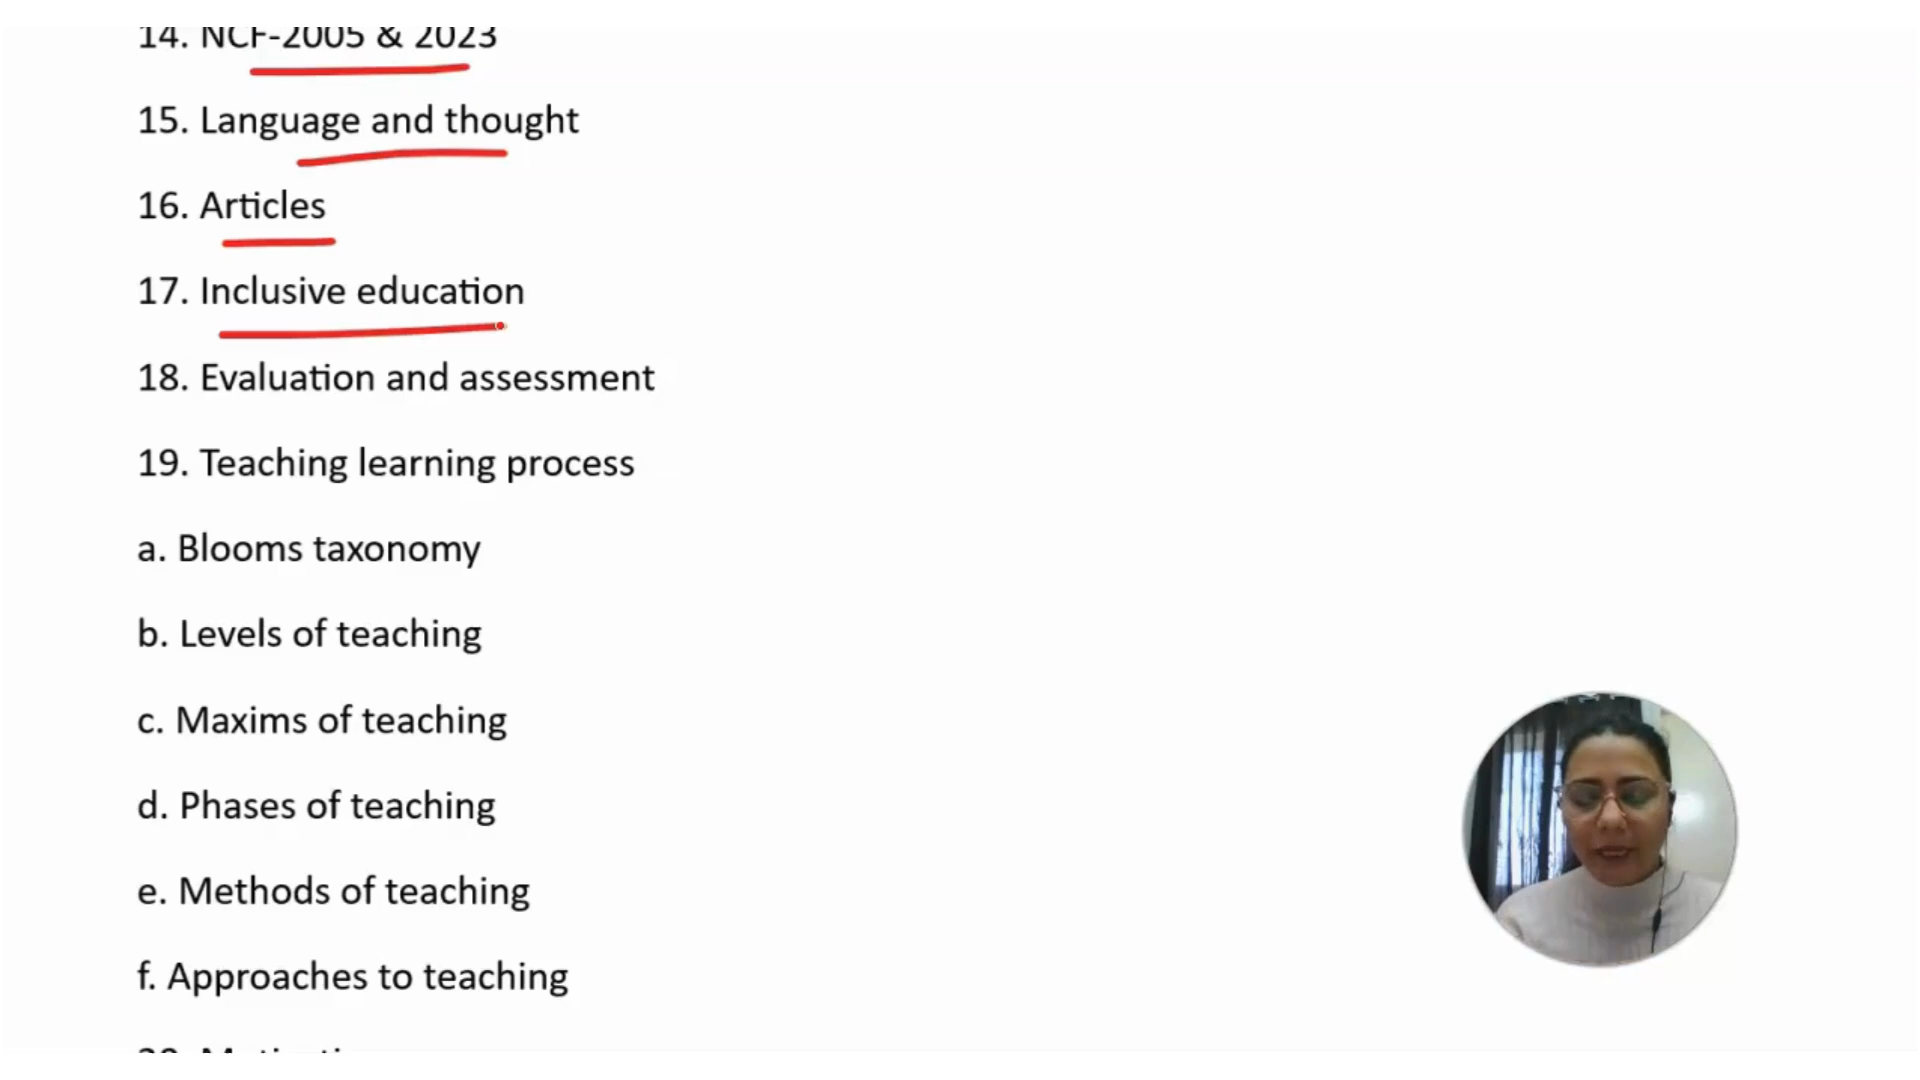 14. NCF-2005 & 2023
15. Language and thought
16. Articles
17. Inclusive education
18. Evaluation and assessment
19. Teaching learning process
a. Blooms taxonomy
b. Levels of teaching
c. Maxims of teaching
d. Phases of teaching
e. Methods of teaching
f. Approaches to teaching